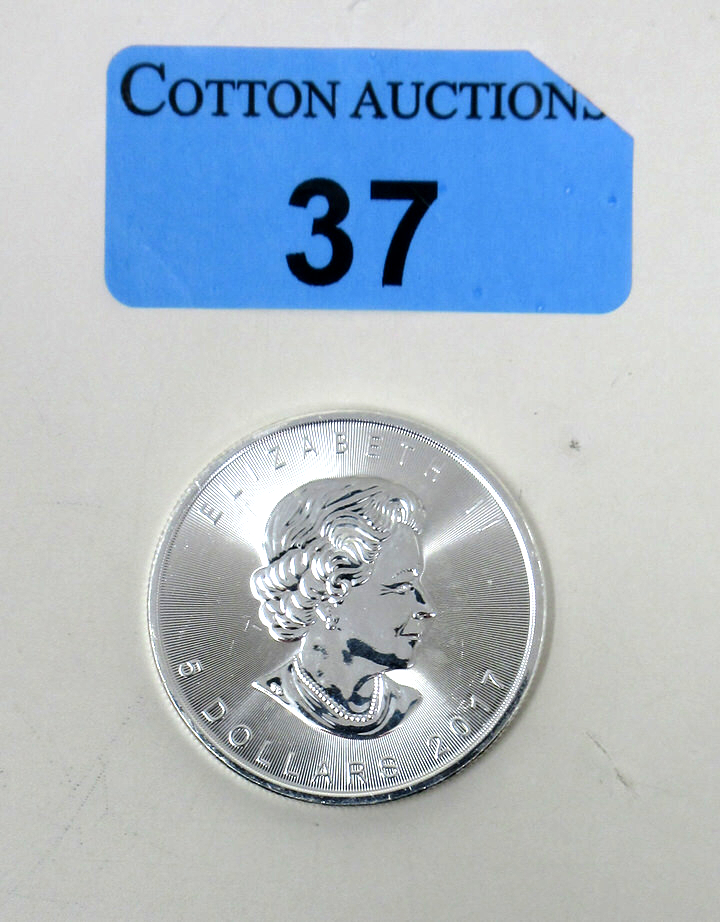 COTTON AUCTIONS
37
ELIZABETH II
5 DOLLARS 2017